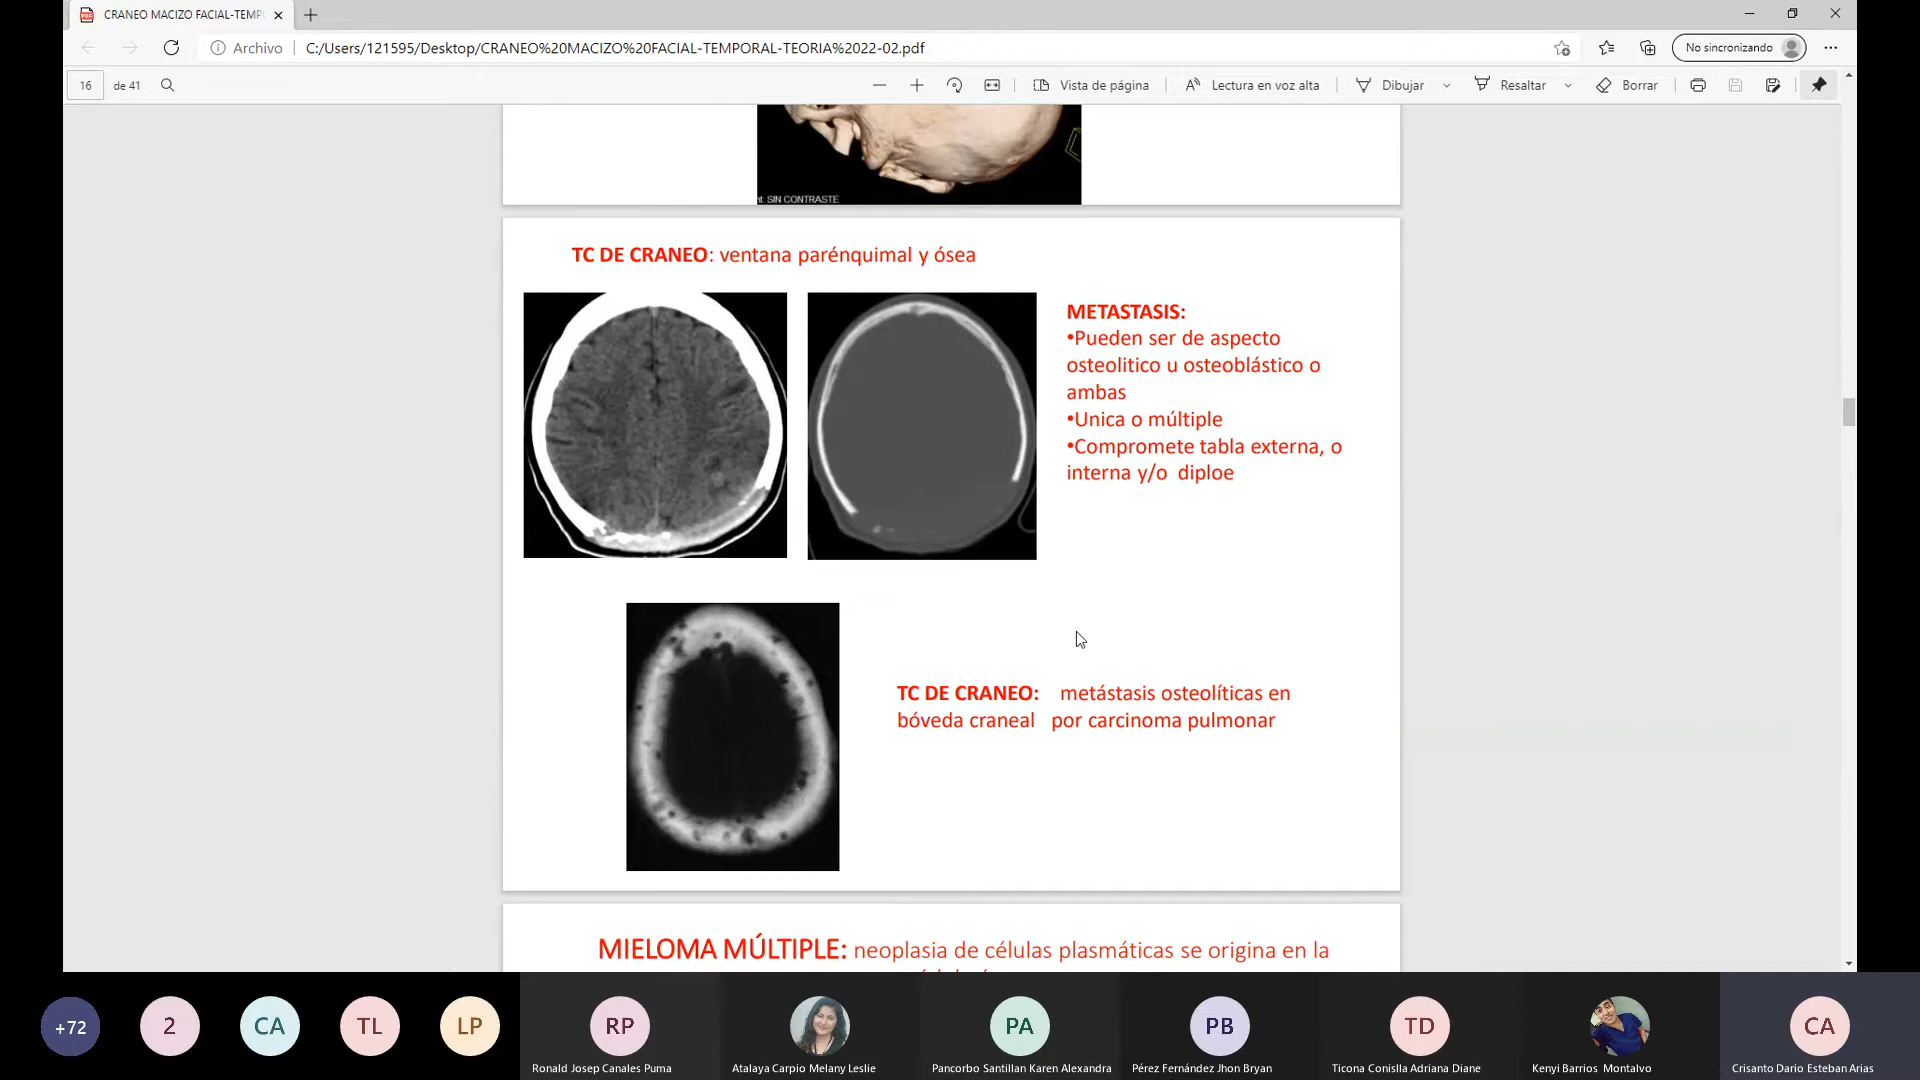 CRANEO MACIZO FACIAL-TEMP
Archivo
C:/Users/121595/Desktop/CRANEO%20MACIZO%20FACIAL-TEMPORAL-TEORIA%2022-02.pdf
No sincronizando
16 de 41
Vista de página
Lectura en voz alta
Dibujar
Resaltar
Borrar
nt: SIN CONTRASTE
TC DE CRANEO: ventana parénquimal y ósea
METASTASIS:
•Pueden ser de aspecto
osteolitico u osteoblástico o
ambas
•Unica o múltiple
•Compromete tabla externa, o
interna y/o diploe
TC DE CRANEO: metástasis osteolíticas en
bóveda craneal por carcinoma pulmonar
MIELOMA MÚLTIPLE: neoplasia de células plasmáticas se origina en la
+72
2
CA
TL
LP
RP
PA
PB
TD
CA
Ronald Josep Canales Puma
Atalaya Carpio Melany Leslie
Pancorbo Santillan Karen Alexandra
Pérez Fernández Jhon Bryan
Ticona Conislla Adriana Diane
Kenyi Barrios Montalvo
Crisanto Dario Esteban Arias